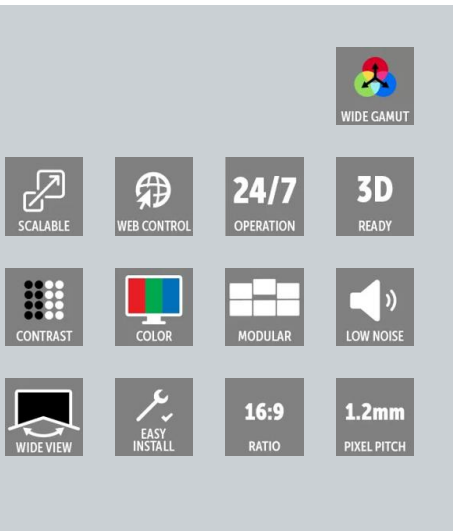 WIDE GAMUT
SCALABLE
WEB CONTROL
24/7
OPERATION
3D
READY
CONTRAST
COLOR
MODULAR
LOW NOISE
WIDE VIEW
EASY
INSTALL
16:9
RATIO
1.2mm
PIXEL PITCH